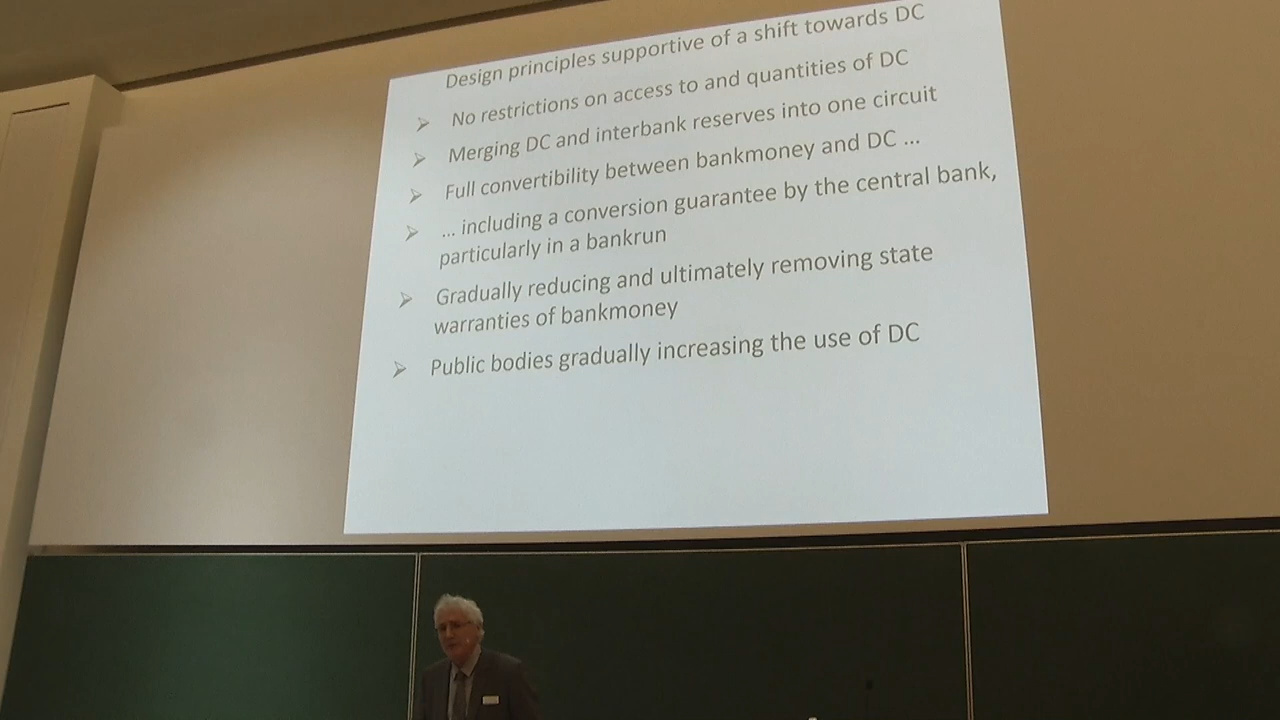 Design principles supportive of a shift towards DC
➢ No restrictions on access to and quantities of DC
➢ Merging DC and interbank reserves into one circuit
➢ Full convertibility between bankmoney and DC ...
➢ ... including a conversion guarantee by the central bank,
particularly in a bankrun
➢ Gradually reducing and ultimately removing state
warranties of bankmoney
➢ Public bodies gradually increasing the use of DC